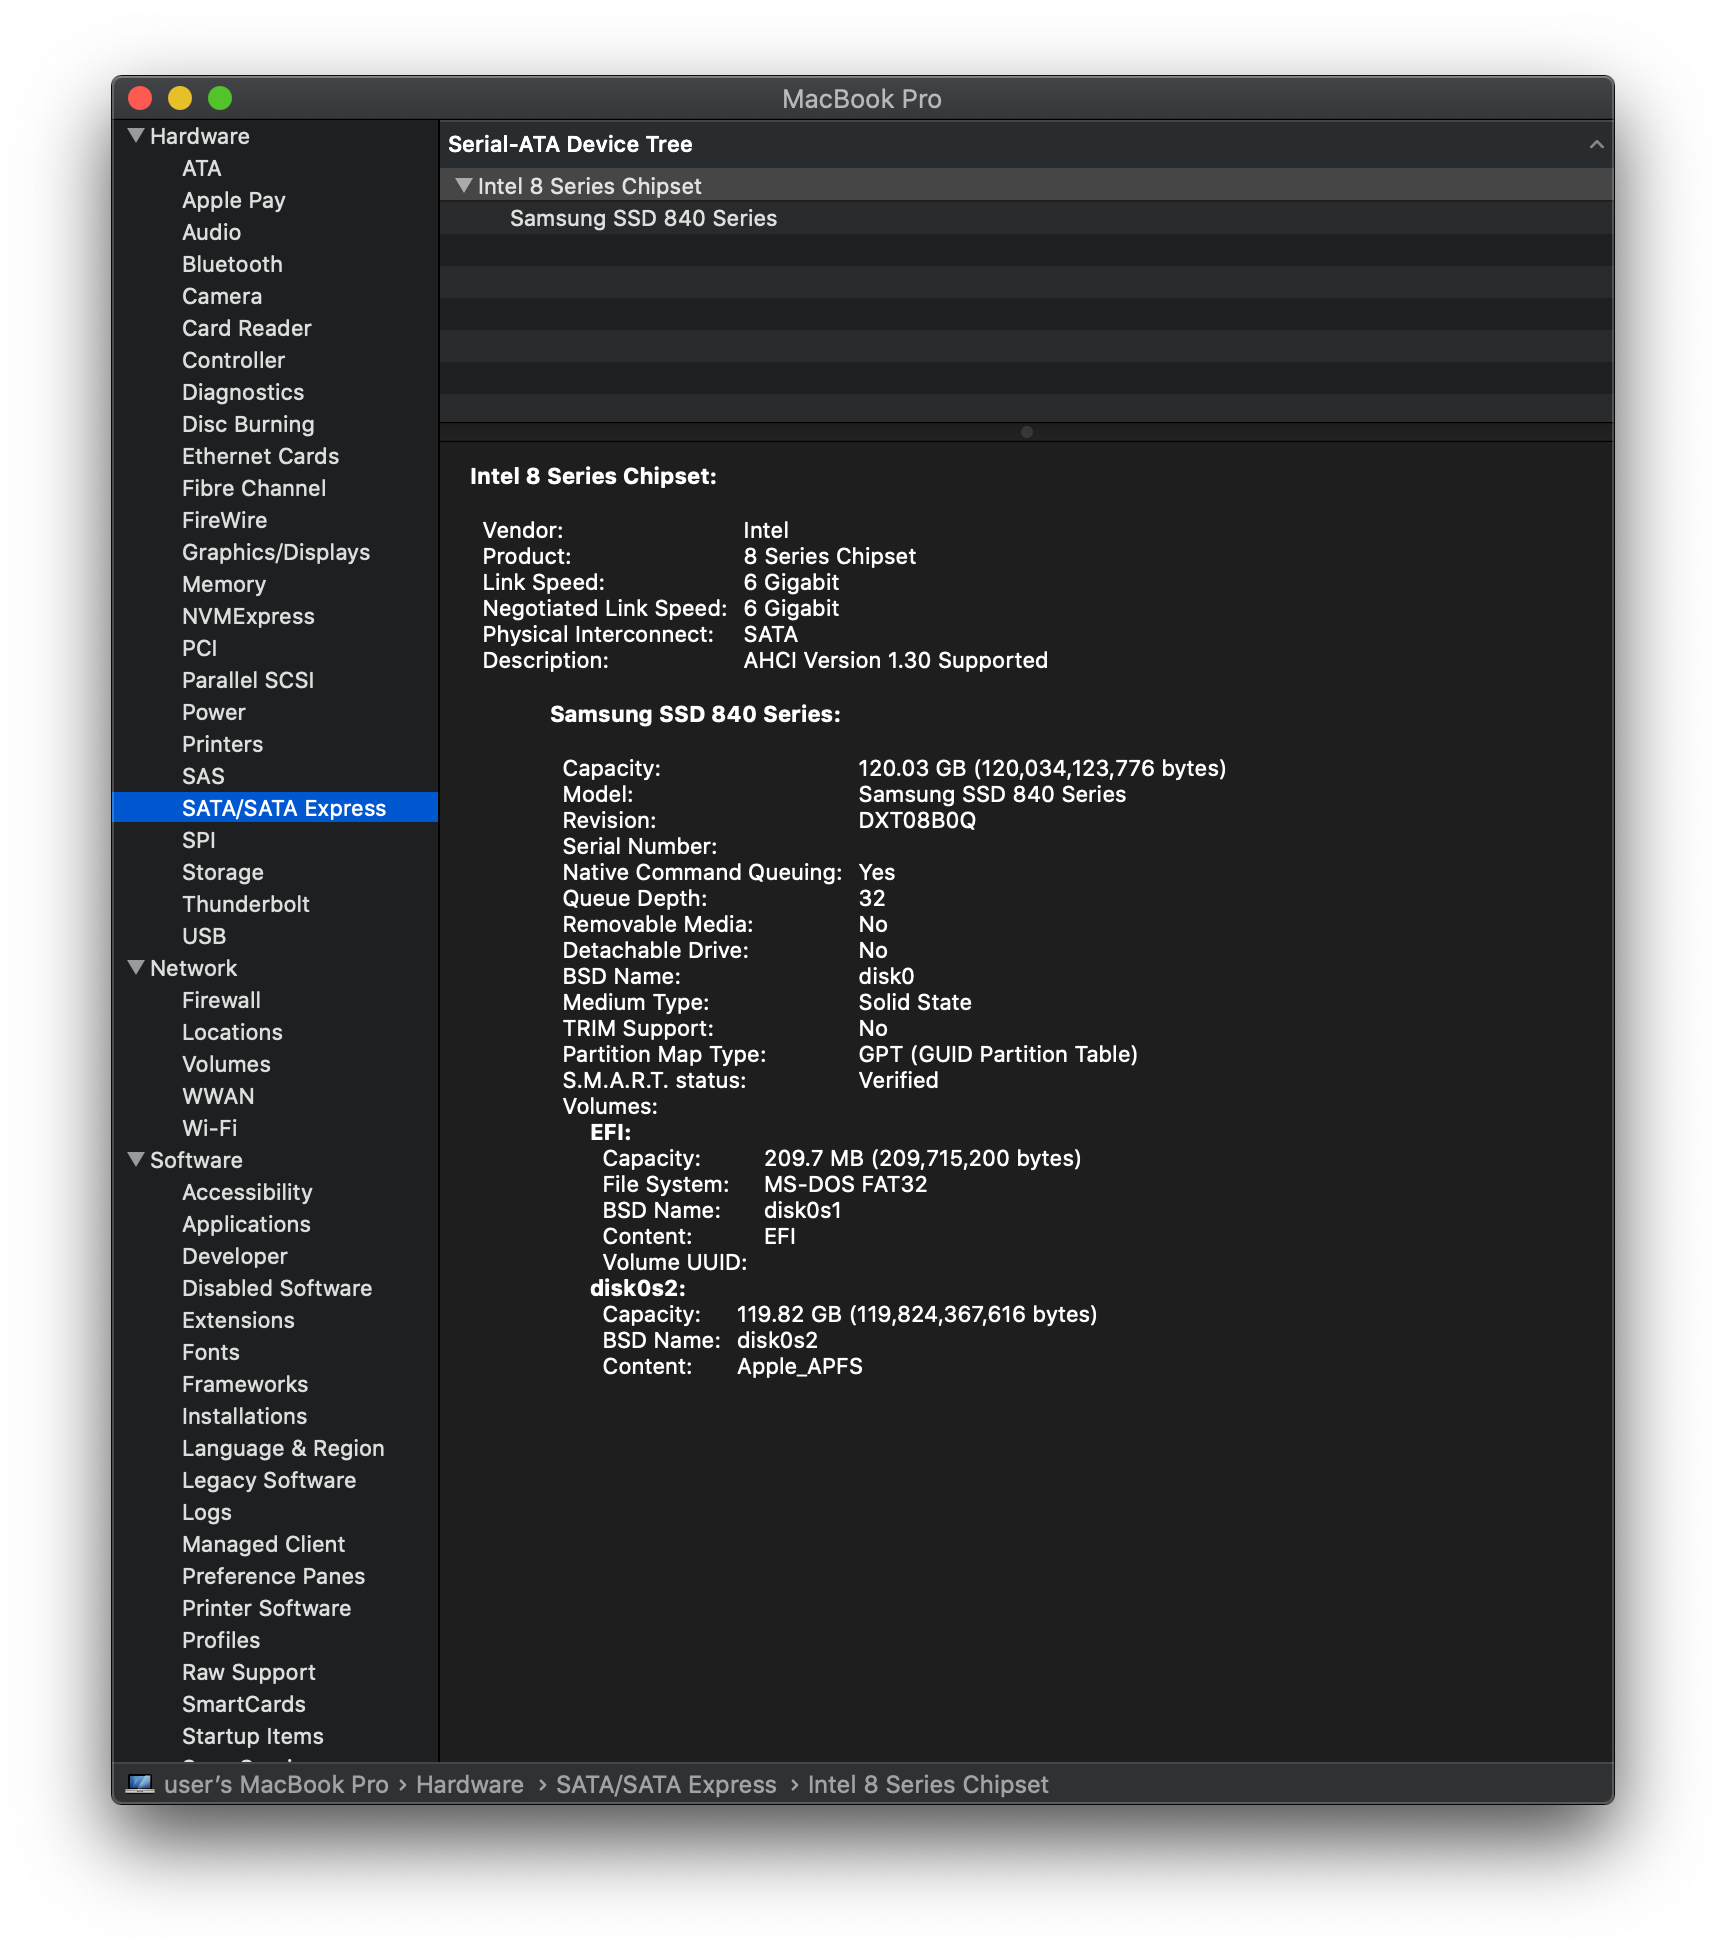 MacBook Pro
Hardware
ATA
Apple Pay
Audio
Bluetooth
Camera
Card Reader
Controller
Diagnostics
Disc Burning
Ethernet Cards
Fibre Channel
FireWire
Graphics/Displays
Memory
NVMExpress
PCI
Parallel SCSI
Power
Printers
SAS
SATA/SATA Express
SPI
Storage
Thunderbolt
USB
Network
Firewall
Locations
Volumes
WWAN
Wi-Fi
Software
Accessibility
Applications
Developer
Disabled Software
Extensions
Fonts
Frameworks
Installations
Language & Region
Legacy Software
Logs
Managed Client
Preference Panes
Printer Software
Profiles
Raw Support
SmartCards
Startup Items
Serial-ATA Device Tree
Intel 8 Series Chipset
Samsung SSD 840 Series
Intel 8 Series Chipset:
Vendor: Intel
Product: 8 Series Chipset
Link Speed: 6 Gigabit
Negotiated Link Speed: 6 Gigabit
Physical Interconnect: SATA
Description: AHCI Version 1.30 Supported
Samsung SSD 840 Series:
Capacity: 120.03 GB (120,034,123,776 bytes)
Model: Samsung SSD 840 Series
Revision: DXT08B0Q
Serial Number:
Native Command Queuing: Yes
Queue Depth: 32
Removable Media: No
Detachable Drive: No
BSD Name: disk0
Medium Type: Solid State
TRIM Support: No
Partition Map Type: GPT (GUID Partition Table)
S.M.A.R.T. status: Verified
Volumes:
EFI:
Capacity: 209.7 MB (209,715,200 bytes)
File System: MS-DOS FAT32
BSD Name: disk0s1
Content: EFI
Volume UUID:
disk0s2:
Capacity: 119.82 GB (119,824,367,616 bytes)
BSD Name: disk0s2
Content: Apple_APFS
user’s MacBook Pro › Hardware › SATA/SATA Express › Intel 8 Series Chipset